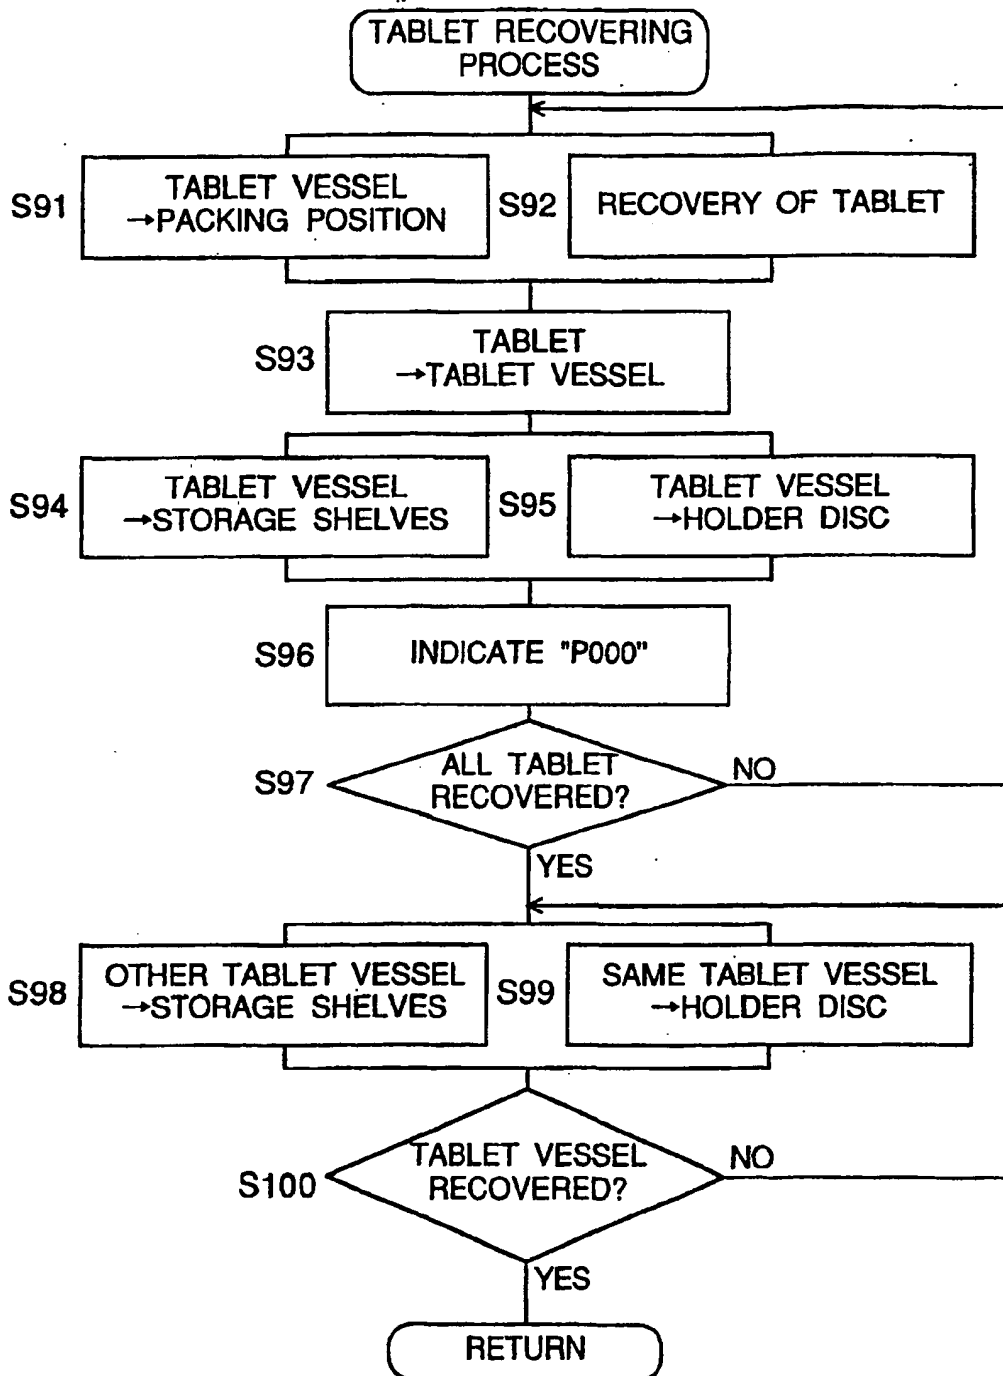 TABLET RECOVERING
PROCESS
S91
TABLET VESSEL
→PACKING POSITION
S92
RECOVERY OF TABLET
S93
TABLET
→TABLET VESSEL
S94
TABLET VESSEL
→STORAGE SHELVES
S95
TABLET VESSEL
→HOLDER DISC
S96
INDICATE "P000"
S97
ALL TABLET
RECOVERED?
NO
YES
S98
OTHER TABLET VESSEL
→STORAGE SHELVES
S99
SAME TABLET VESSEL
→HOLDER DISC
S100
TABLET VESSEL
RECOVERED?
NO
YES
RETURN